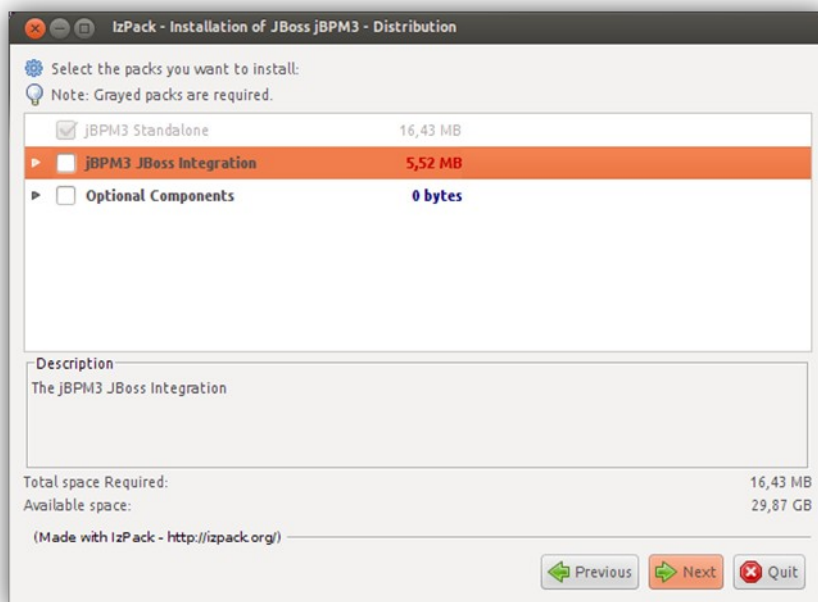 IzPack - Installation of JBoss jBPM3 - Distribution
Select the packs you want to install:
Note: Grayed packs are required.
jBPM3 Standalone 16,43 MB
jBPM3 JBoss Integration 5,52 MB
Optional Components 0 bytes
Description
The jBPM3 JBoss Integration
Total space Required: 16,43 MB
Available space: 29,87 GB
(Made with IzPack - http://izpack.org/)
Previous Next Quit